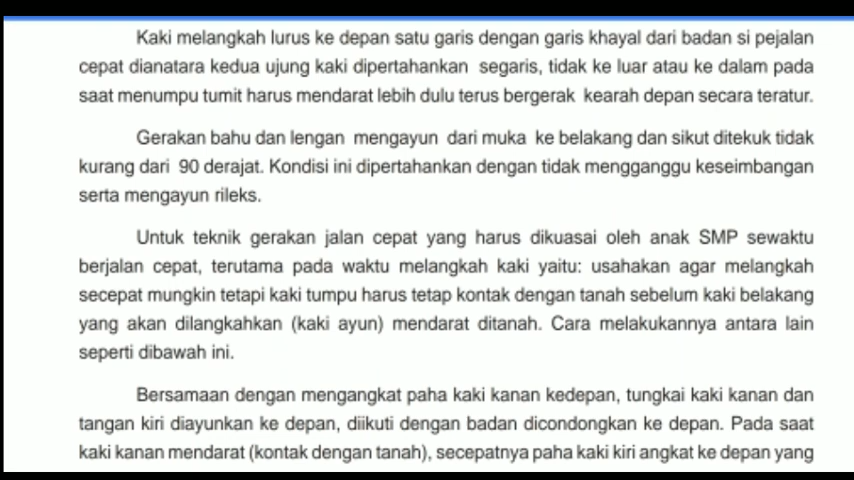 Kaki melangkah lurus ke depan satu garis dengan garis khayal dari badan si pejalan
cepat dianatara kedua ujung kaki dipertahankan segaris, tidak ke luar atau ke dalam pada
saat menumpu tumit harus mendarat lebih dulu terus bergerak kearah depan secara teratur.
Gerakan bahu dan lengan mengayun dari muka ke belakang dan sikut ditekuk tidak
kurang dari 90 derajat. Kondisi ini dipertahankan dengan tidak mengganggu keseimbangan
serta mengayun rileks.
Untuk teknik gerakan jalan cepat yang harus dikuasai oleh anak SMP sewaktu
berjalan cepat, terutama pada waktu melangkah kaki yaitu: usahakan agar melangkah
secepat mungkin tetapi kaki tumpu harus tetap kontak dengan tanah sebelum kaki belakang
yang akan dilangkahkan (kaki ayun) mendarat ditanah. Cara melakukannya antara lain
seperti dibawah ini.
Bersamaan dengan mengangkat paha kaki kanan kedepan, tungkai kaki kanan dan
tangan kiri diayunkan ke depan, diikuti dengan badan dicondongkan ke depan. Pada saat
kaki kanan mendarat (kontak dengan tanah), secepatnya paha kaki kiri angkat ke depan yang